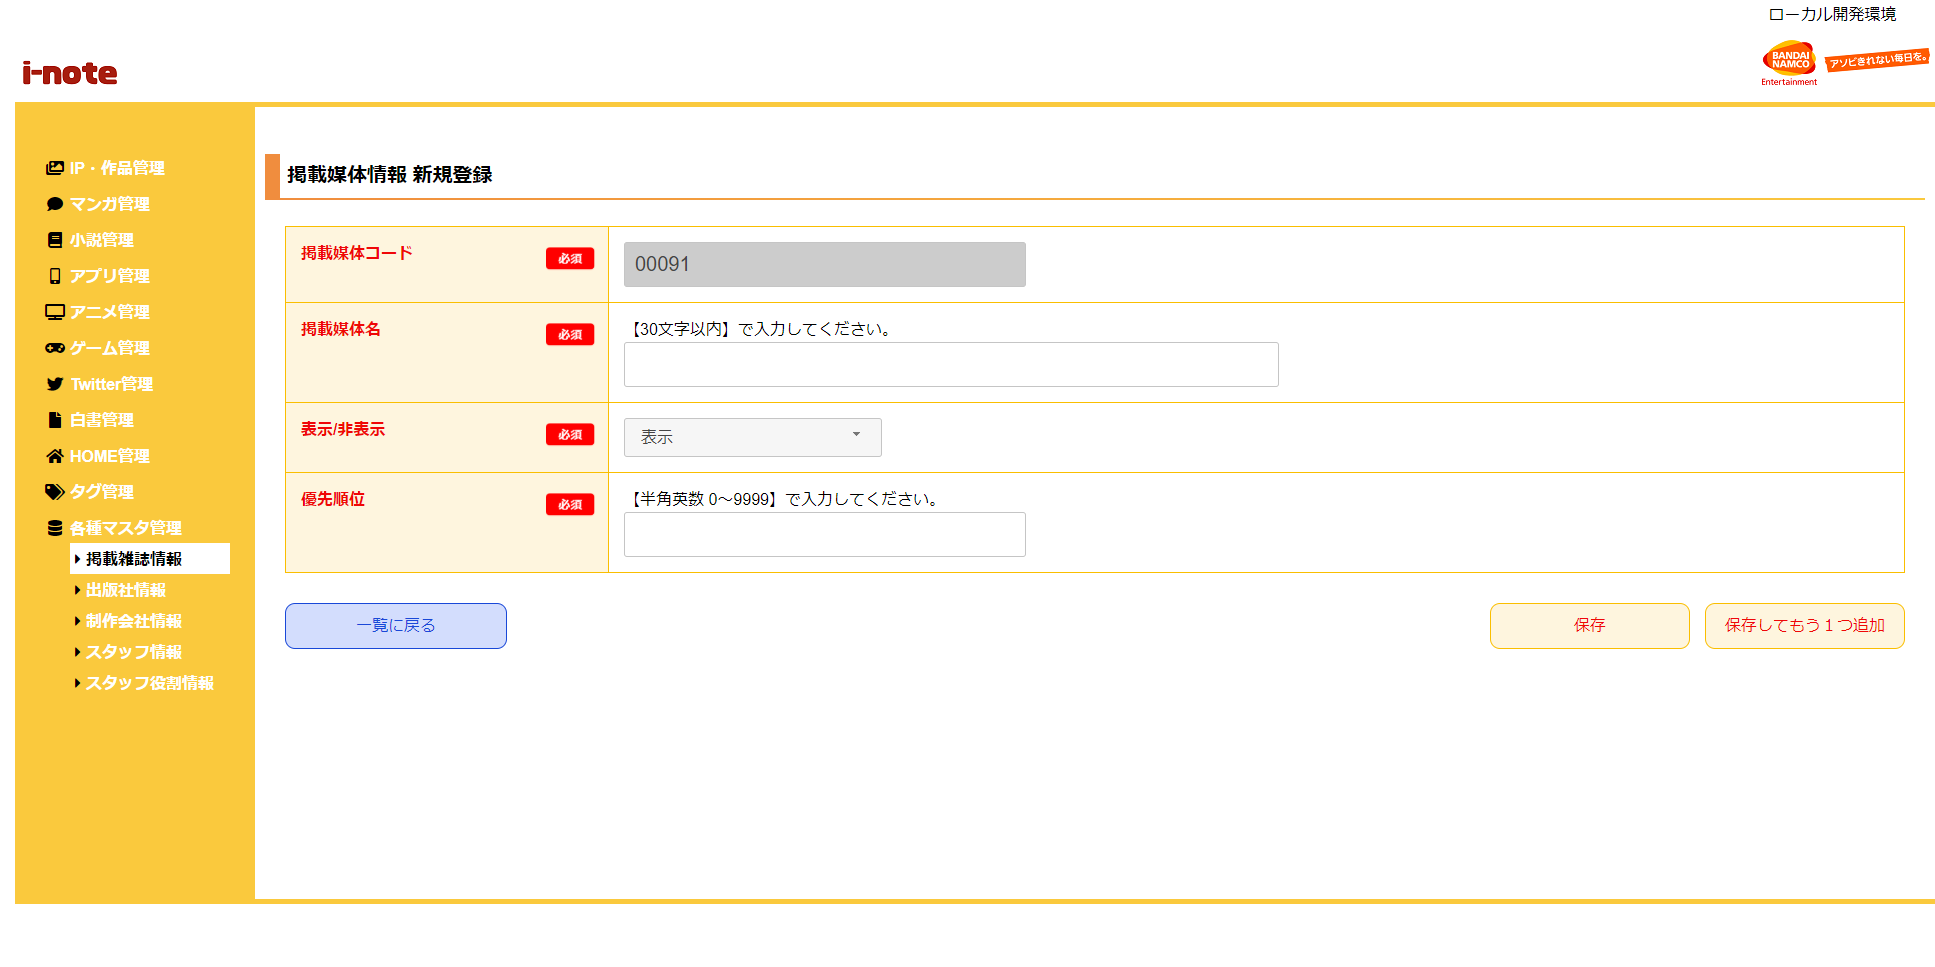 ローカル開発環境
i-note
BANDAI
NAMCO
Entertainment
アソビきれない毎日を。
IP・作品管理
マンガ管理
小説管理
アプリ管理
アニメ管理
ゲーム管理
Twitter管理
白書管理
HOME管理
タグ管理
各種マスタ管理
掲載雑誌情報
出版社情報
制作会社情報
スタッフ情報
スタッフ役割情報
掲載媒体情報 新規登録
掲載媒体コード 必須 00091
掲載媒体名 必須 【30文字以内】で入力してください。
表示/非表示 必須 表示
優先順位 必須 【半角英数 0～9999】で入力してください。
一覧に戻る 保存 保存してもう１つ追加